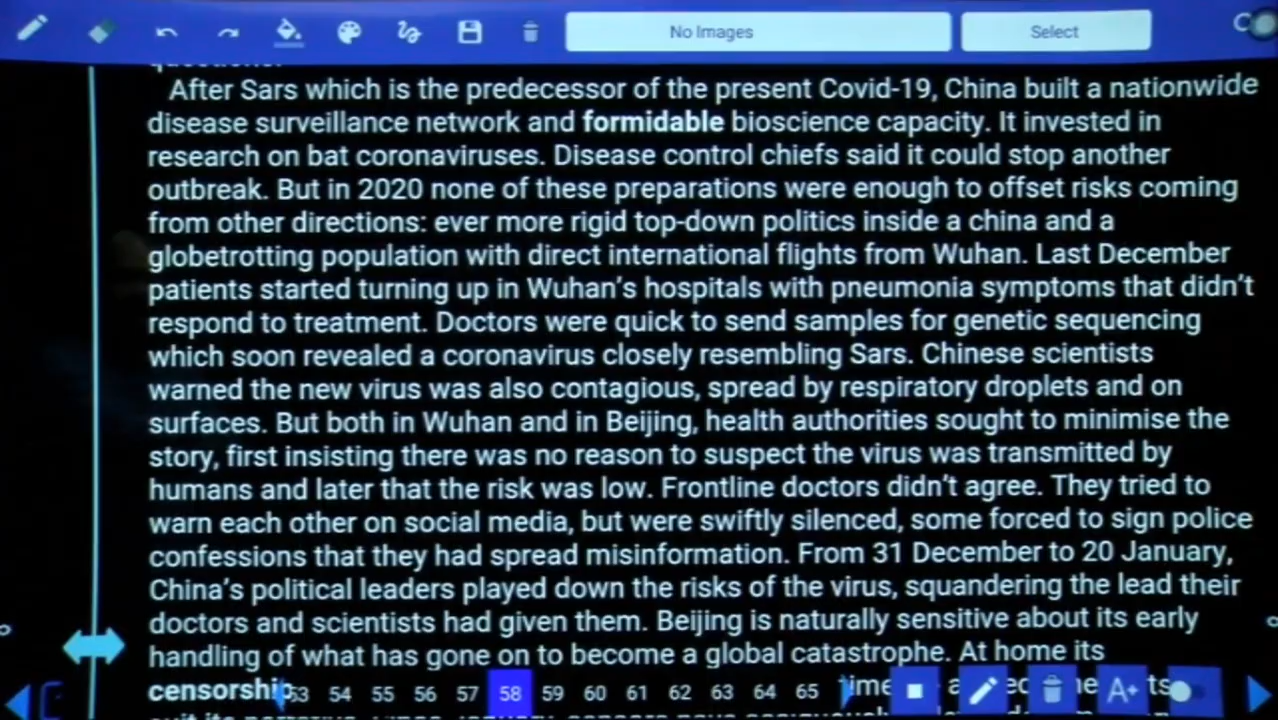 No Images
Select
After Sars which is the predecessor of the present Covid-19, China built a nationwide
disease surveillance network and formidable bioscience capacity. It invested in
research on bat coronaviruses. Disease control chiefs said it could stop another
outbreak. But in 2020 none of these preparations were enough to offset risks coming
from other directions: ever more rigid top-down politics inside a china and a
globetrotting population with direct international flights from Wuhan. Last December
patients started turning up in Wuhan's hospitals with pneumonia symptoms that didn't
respond to treatment. Doctors were quick to send samples for genetic sequencing
which soon revealed a coronavirus closely resembling Sars. Chinese scientists
warned the new virus was also contagious, spread by respiratory droplets and on
surfaces. But both in Wuhan and in Beijing, health authorities sought to minimise the
story, first insisting there was no reason to suspect the virus was transmitted by
humans and later that the risk was low. Frontline doctors didn't agree. They tried to
warn each other on social media, but were swiftly silenced, some forced to sign police
confessions that they had spread misinformation. From 31 December to 20 January,
China's political leaders played down the risks of the virus, squandering the lead their
doctors and scientists had given them. Beijing is naturally sensitive about its early
handling of what has gone on to become a global catastrophe. At home its
censorship 53 54 55 56 57 58 59 60 61 62 63 64 65 A+